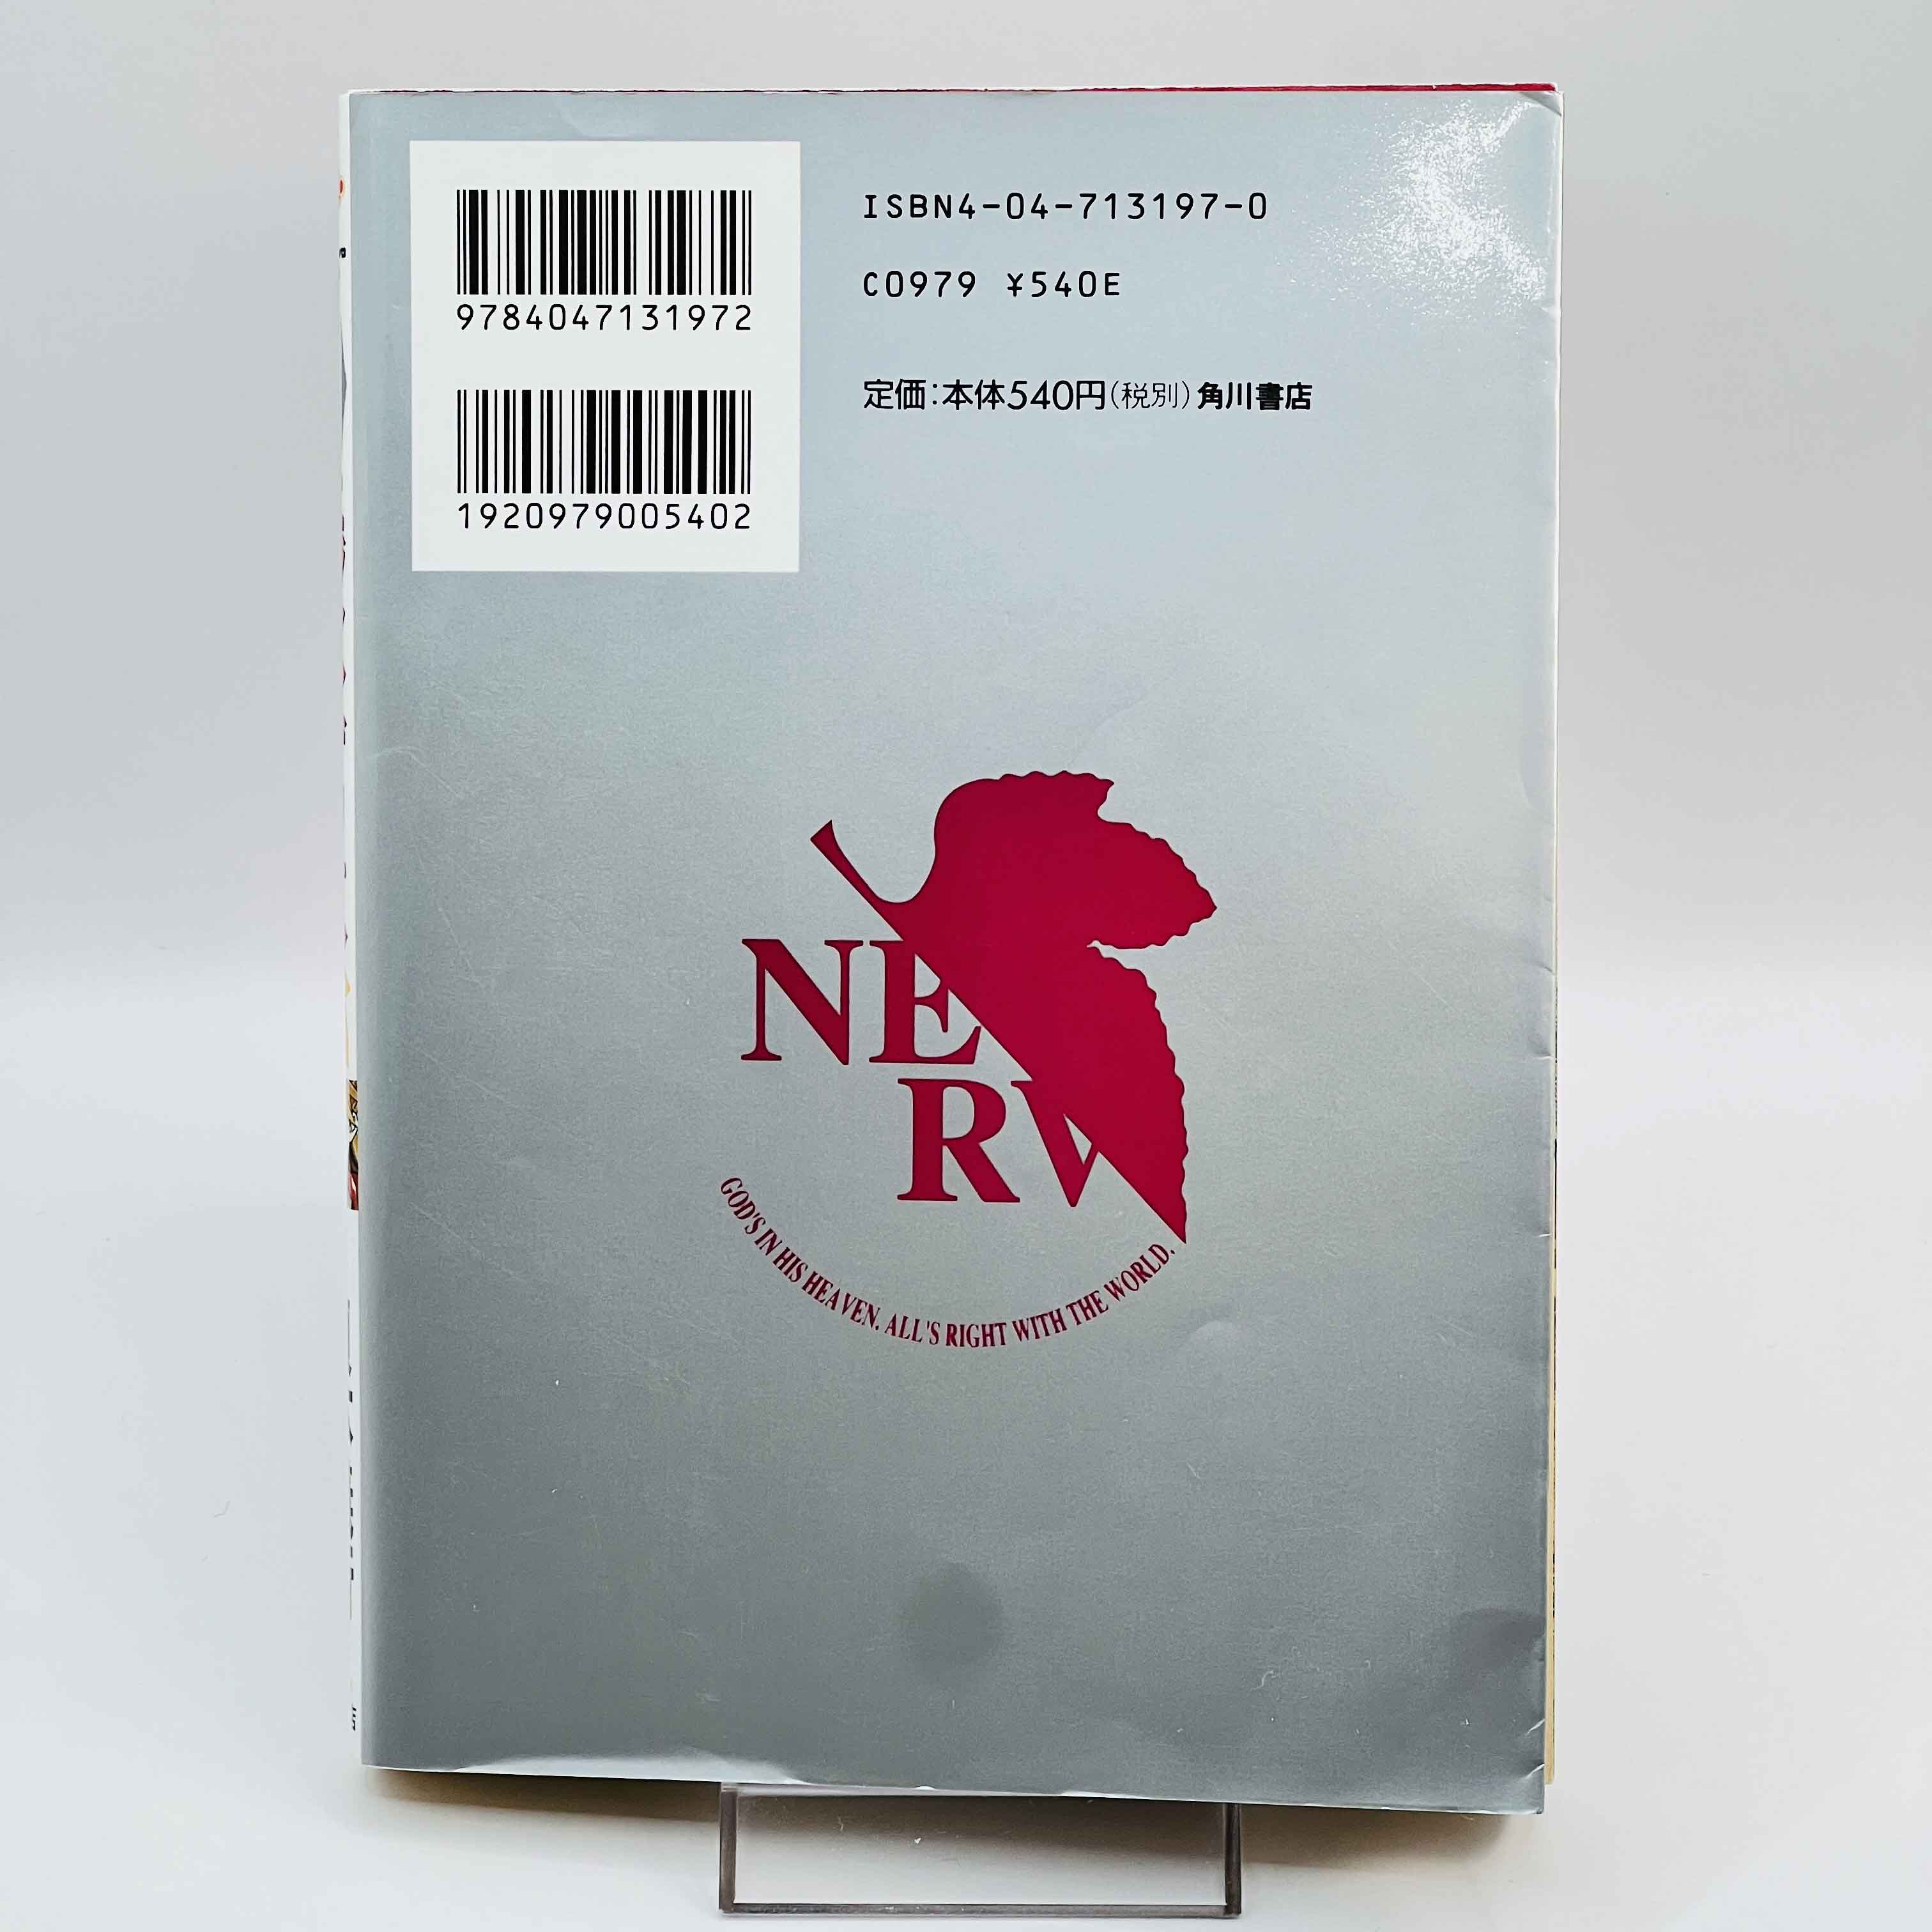 9784047131972
1920979005402
ISBN4-04-713197-0
C0979 ¥540E
定価：本体540円（税別）角川書店
NE
RV
GOD'S IN HIS HEAVEN. ALL'S RIGHT WITH THE WORLD.